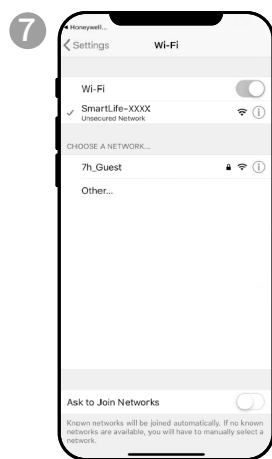 7
Honeywell...
Settings
Wi-Fi
Wi-Fi
SmartLife-XXXX
Unsecured Network
CHOOSE A NETWORK...
7h_Guest
Other...
Ask to Join Networks
Known networks will be joined automatically. If no known
networks are available, you will have to manually select a
network.